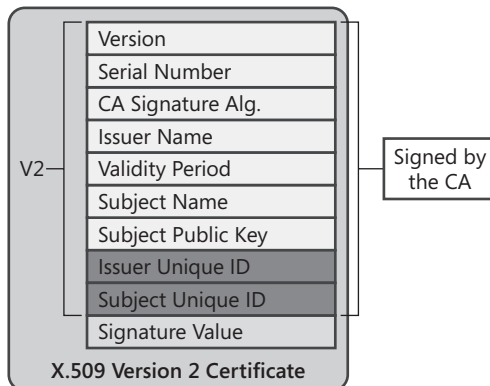 Version
Serial Number
CA Signature Alg.
Issuer Name
V2
Validity Period
Subject Name
Subject Public Key
Issuer Unique ID
Subject Unique ID
Signature Value
Signed by
the CA
X.509 Version 2 Certificate